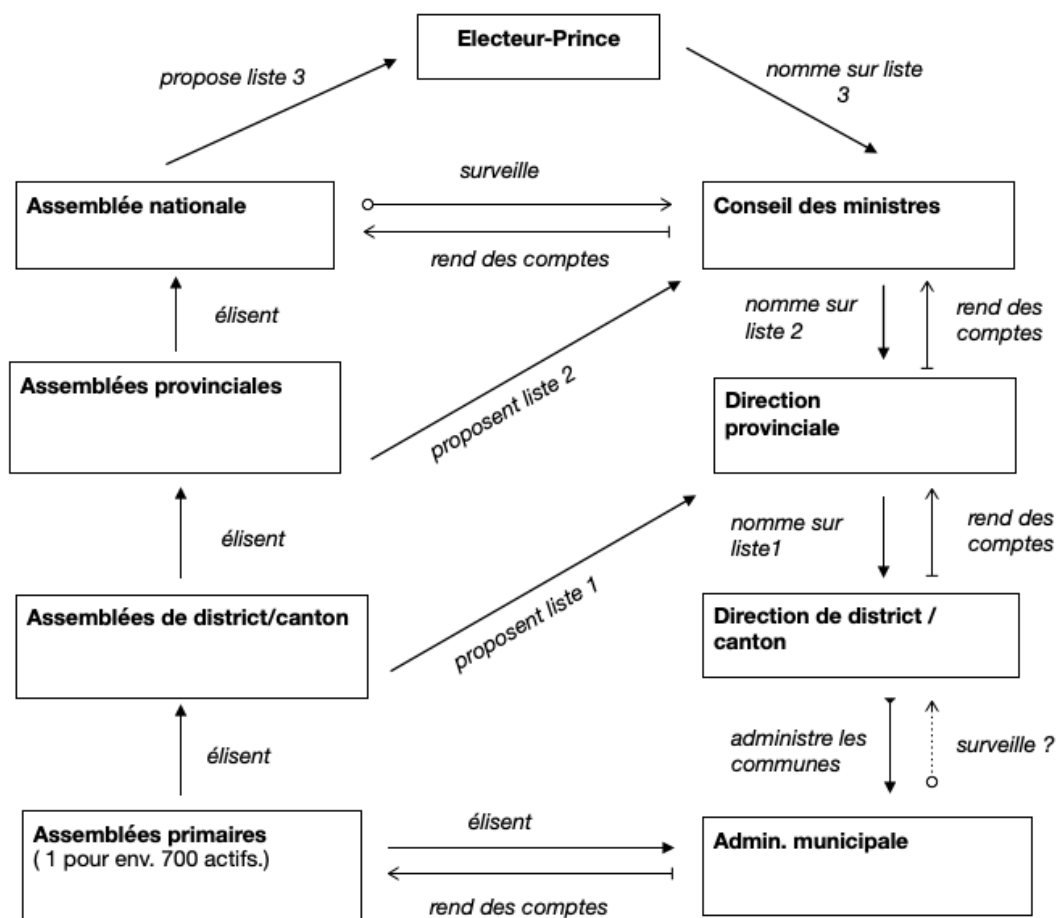 Electeur-Prince
propose liste 3
nomme sur liste
3
surveille
Assemblée nationale
Conseil des ministres
rend des comptes
élisent
nomme sur
liste 2
rend des
comptes
Assemblées provinciales
proposent liste 2
Direction
provinciale
élisent
nomme sur
liste1
rend des
comptes
Assemblées de district/canton
proposent liste 1
Direction de district /
canton
élisent
administre les
communes
surveille ?
Assemblées primaires
( 1 pour env. 700 actifs.)
élisent
Admin. municipale
rend des comptes